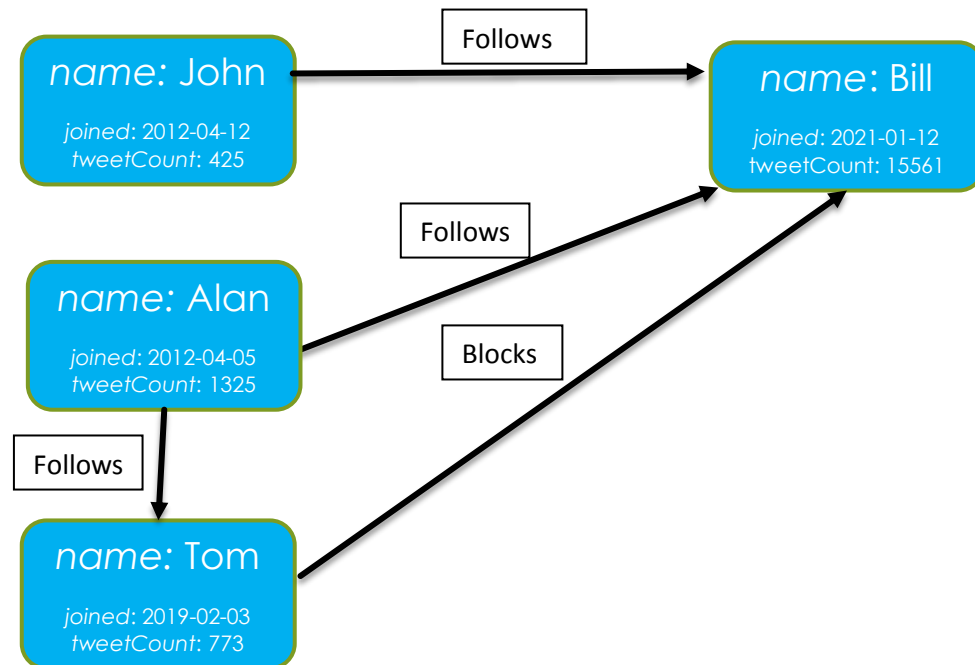 Follows
name: John
joined: 2012-04-12
tweetCount: 425
name: Bill
joined: 2021-01-12
tweetCount: 15561
Follows
name: Alan
joined: 2012-04-05
tweetCount: 1325
Blocks
Follows
name: Tom
joined: 2019-02-03
tweetCount: 773